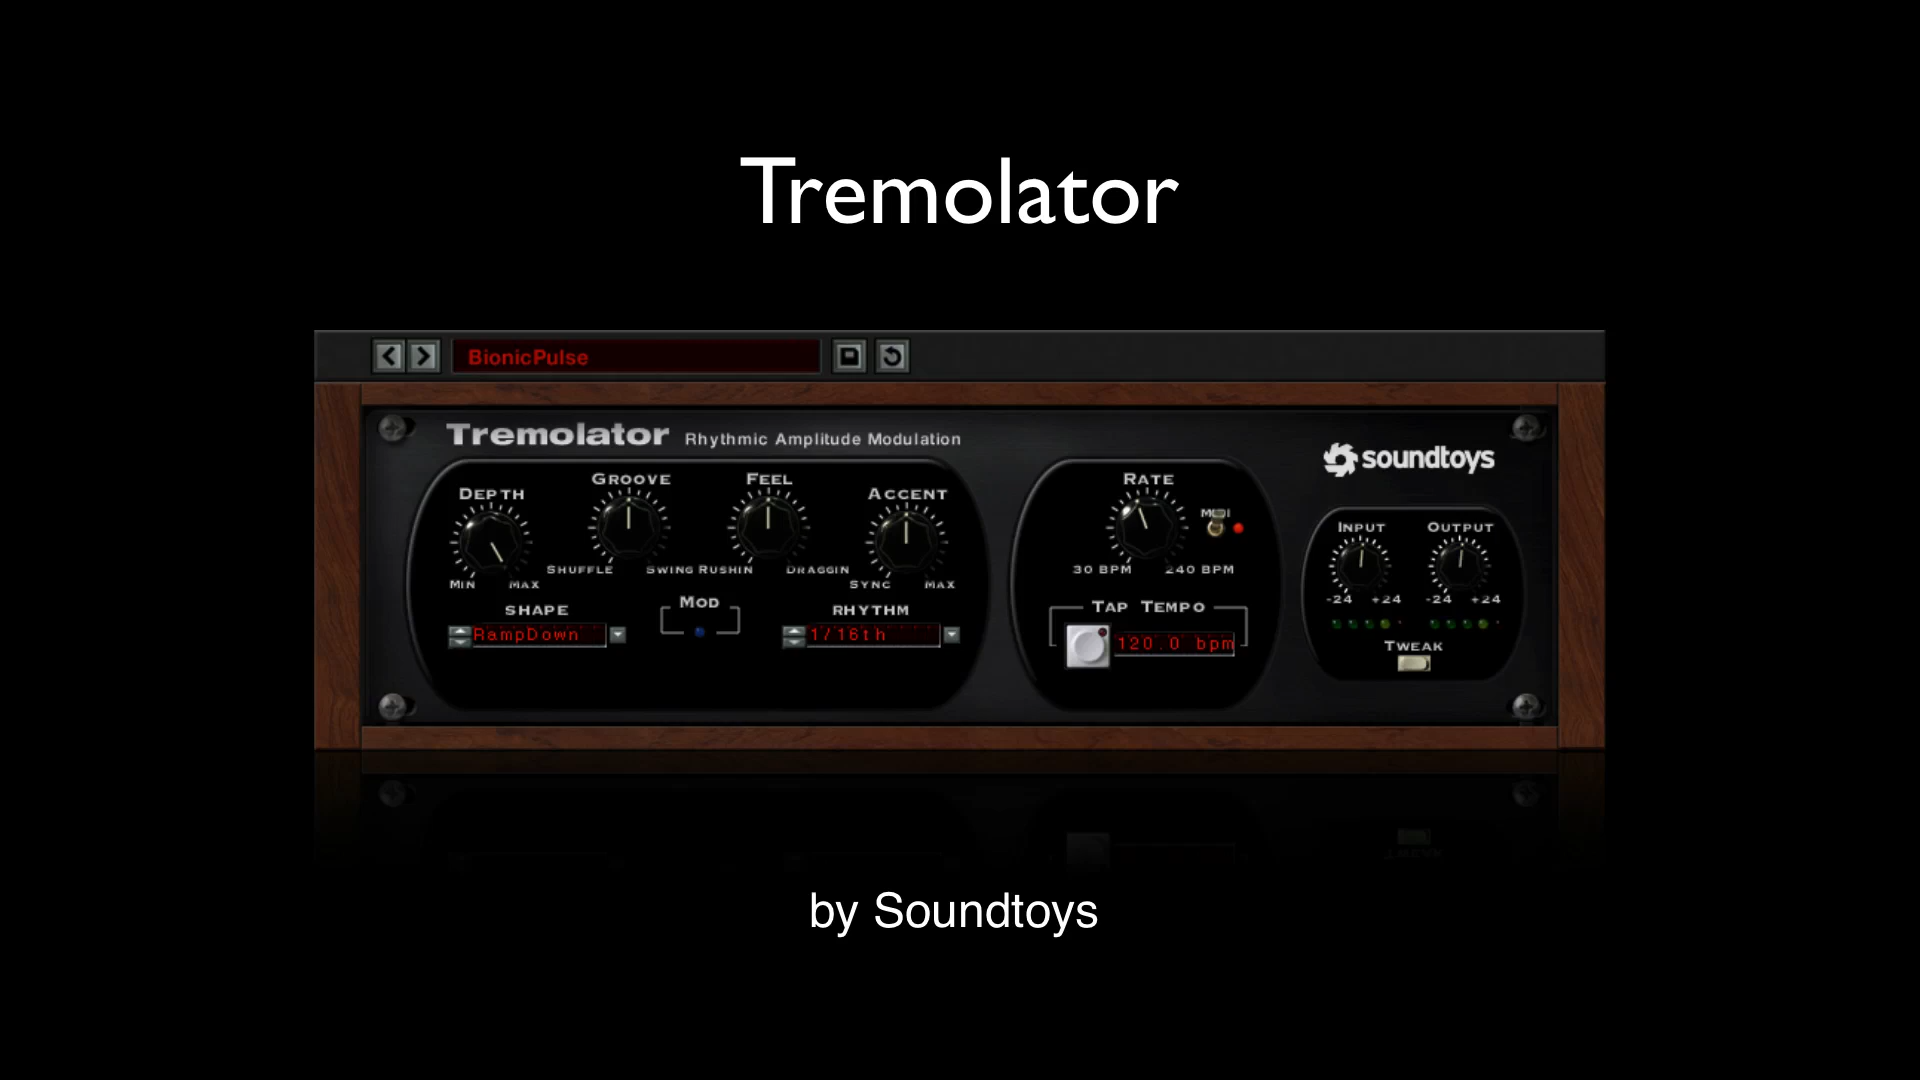 Tremolator
BionicPulse
Tremolator Rhythmic Amplitude Modulation
soundtoys
DEPTH
GROOVE
FEEL
ACCENT
MIN MAX
SHUFFLE SWING
RUSHIN DRAGGIN
SYNC MAX
SHAPE
RampDown
MOD
RHYTHM
1/16th
RATE
MIDI
30 BPM 240 BPM
TAP TEMPO
120.0 bpm
INPUT
OUTPUT
-24 +24
-24 +24
TWEAK
by Soundtoys